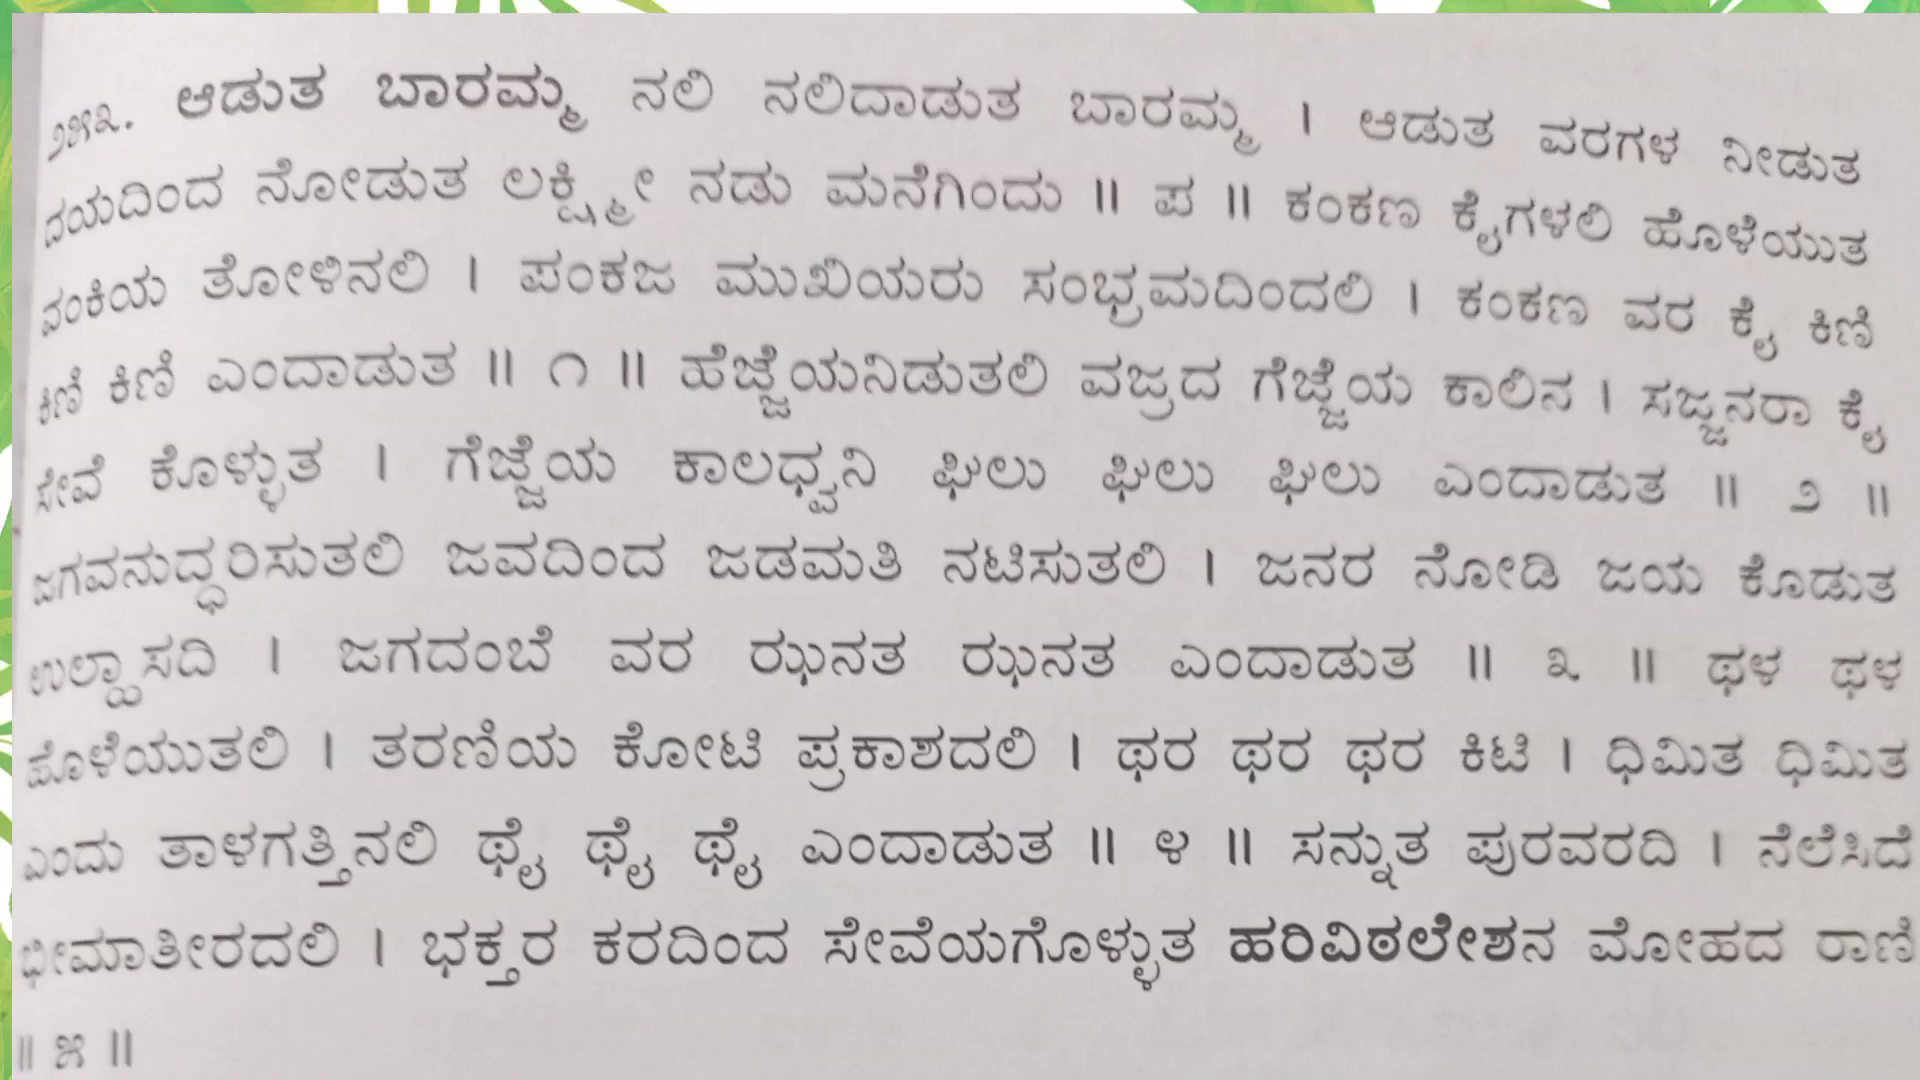 ೨೫೩. ಆಡುತ ಬಾರಮ್ಮ ನಲಿ ನಲಿದಾಡುತ ಬಾರಮ್ಮ । ಆಡುತ ವರಗಳ ನೀಡುತ
ದಯದಿಂದ ನೋಡುತ ಲಕ್ಷ್ಮೀ ನಡು ಮನೆಗಿಂದು ॥ ಪ ॥ ಕಂಕಣ ಕೈಗಳಲಿ ಹೊಳೆಯುತ
ವಂಕಿಯ ತೋಳಿನಲಿ । ಪಂಕಜ ಮುಖಿಯರು ಸಂಭ್ರಮದಿಂದಲಿ । ಕಂಕಣ ವರ ಕೈ ಕಿಣಿ
ಕಿಣಿ ಕಿಣಿ ಎಂದಾಡುತ ॥ ೧ ॥ ಹೆಜ್ಜೆಯನಿಡುತಲಿ ವಜ್ರದ ಗೆಜ್ಜೆಯ ಕಾಲಿನ । ಸಜ್ಜನರಾ ಕೈ
ಸೇವೆ ಕೊಳ್ಳುತ । ಗೆಜ್ಜೆಯ ಕಾಲಧ್ವನಿ ಘಿಲು ಘಿಲು ಘಿಲು ಎಂದಾಡುತ ॥ ೨ ॥
ಜಗವನುದ್ಧರಿಸುತಲಿ ಜವದಿಂದ ಜಡಮತಿ ನಟಿಸುತಲಿ । ಜನರ ನೋಡಿ ಜಯ ಕೊಡುತ
ಉಲ್ಹಾಸದಿ । ಜಗದಂಬೆ ವರ ಝನತ ಝನತ ಎಂದಾಡುತ ॥ ೩ ॥ ಥಳ ಥಳ
ಹೊಳೆಯುತಲಿ । ತರಣಿಯ ಕೋಟಿ ಪ್ರಕಾಶದಲಿ । ಥರ ಥರ ಥರ ಕಿಟಿ । ಧಿಮಿತ ಧಿಮಿತ
ಎಂದು ತಾಳಗತ್ತಿನಲಿ ಥೈ ಥೈ ಥೈ ಎಂದಾಡುತ ॥ ೪ ॥ ಸನ್ನುತ ಪುರವರದಿ । ನೆಲೆಸಿದೆ
ಭೀಮಾತೀರದಲಿ । ಭಕ್ತರ ಕರದಿಂದ ಸೇವೆಯಗೊಳ್ಳುತ ಹರಿವಿಠಲೇಶನ ಮೋಹದ ರಾಣಿ
॥ ೫ ॥